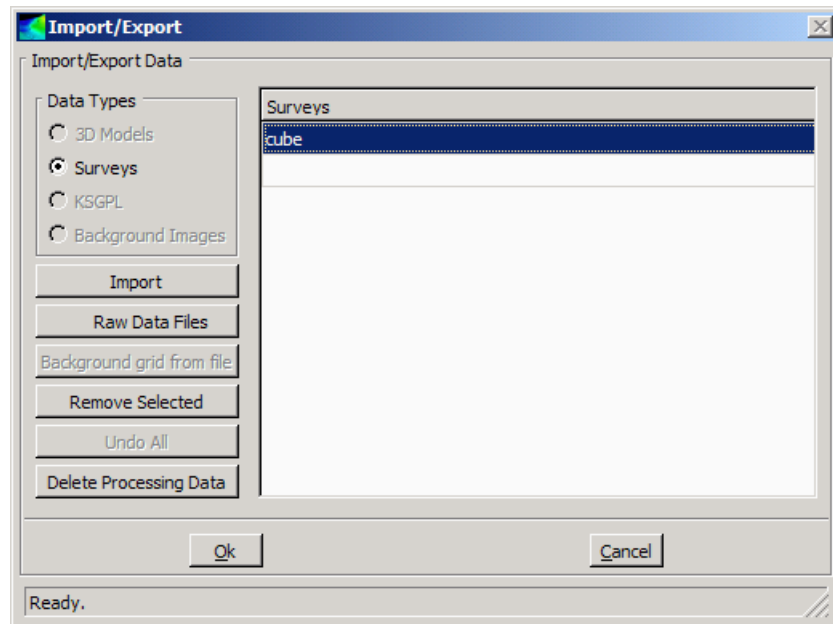 Import/Export
Import/Export Data
Data Types
3D Models
Surveys
KSGPL
Background Images
Import
Raw Data Files
Background grid from file
Remove Selected
Undo All
Delete Processing Data
Surveys
cube
Ok
Cancel
Ready.